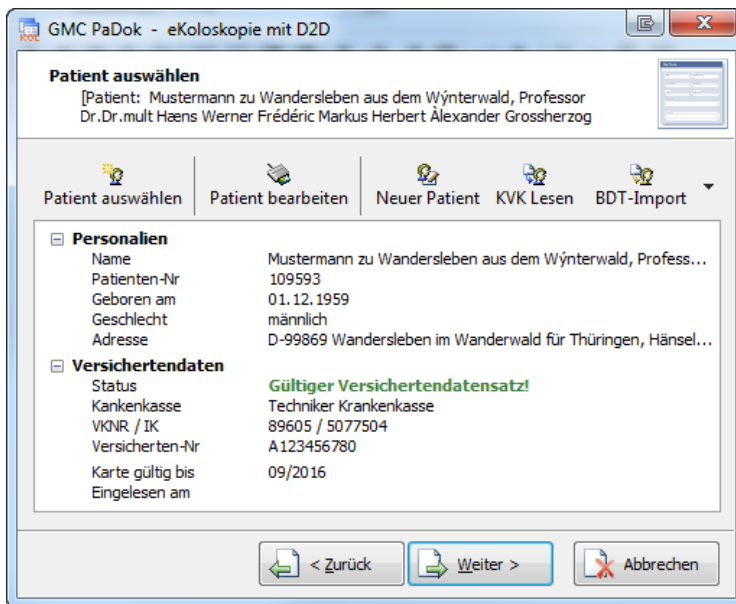 GMC PaDok - eKoloskopie mit D2D
Patient auswählen
[Patient: Mustermann zu Wandersleben aus dem Wýnterwald, Professor
Dr.Dr.mult Hæns Werner Frédéric Markus Herbert Àlexander Grossherzog
Patient auswählen Patient bearbeiten Neuer Patient KVK Lesen BDT-Import
Personalien
Name Mustermann zu Wandersleben aus dem Wýnterwald, Profess...
Patienten-Nr 109593
Geboren am 01.12.1959
Geschlecht männlich
Adresse D-99869 Wandersleben im Wanderwald für Thüringen, Hänsel...
Versichertendaten
Status Gültiger Versichertendatensatz!
Kankenkasse Techniker Krankenkasse
VKNR / IK 89605 / 5077504
Versicherten-Nr A123456780
Karte gültig bis 09/2016
Eingelesen am
< Zurück Weiter > Abbrechen